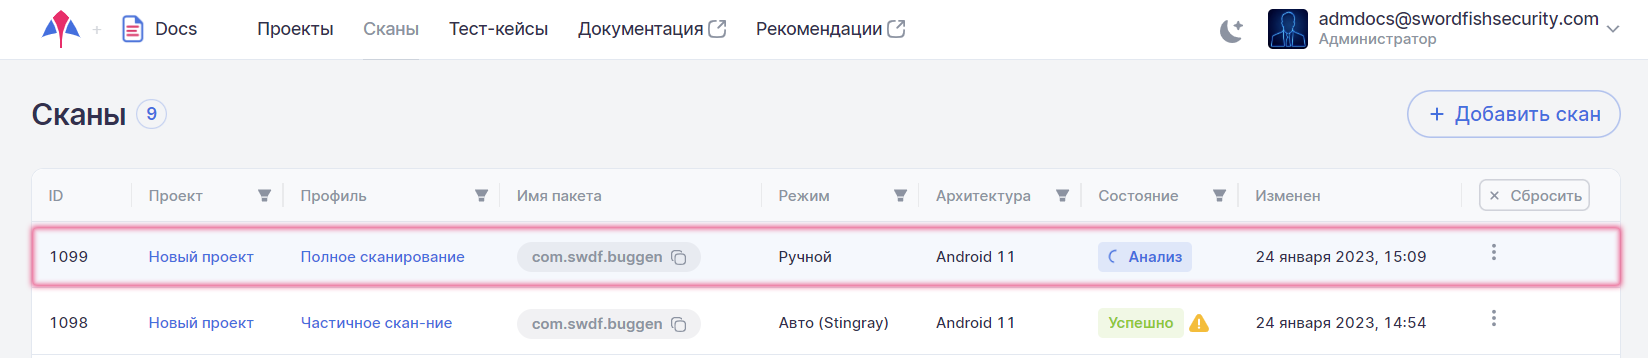 Docs Проекты Сканы Тест-кейсы Документация Рекомендации admdocs@swordfishsecurity.com
Администратор
Сканы 9 + Добавить скан
ID Проект Профиль Имя пакета Режим Архитектура Состояние Изменен × Сбросить
1099 Новый проект Полное сканирование com.swdf.buggen Ручной Android 11 Анализ 24 января 2023, 15:09
1098 Новый проект Частичное скан-ние com.swdf.buggen Авто (Stingray) Android 11 Успешно 24 января 2023, 14:54